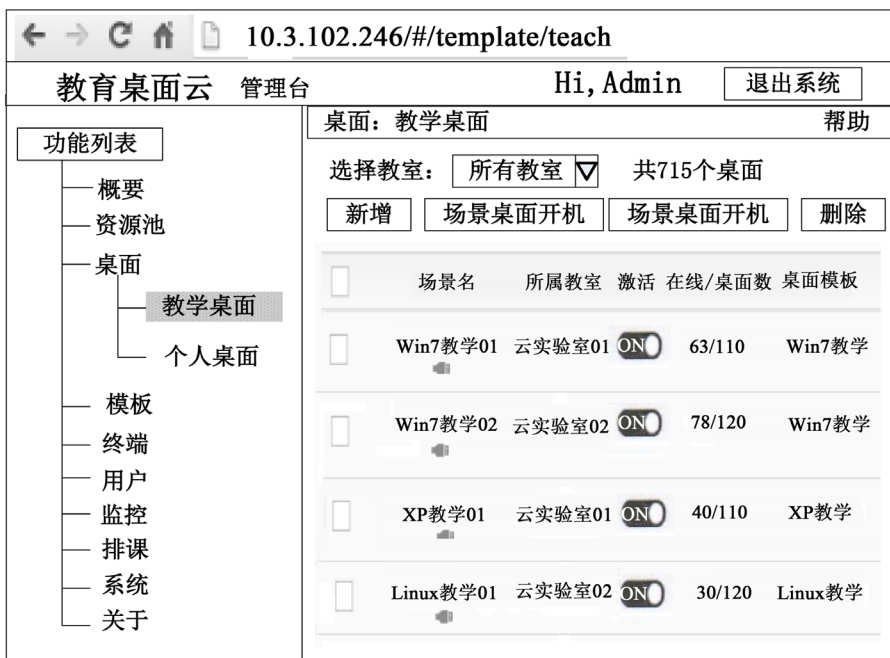 10.3.102.246/#/template/teach
教育桌面云 管理台 Hi,Admin 退出系统
功能列表
概要
资源池
桌面
教学桌面
个人桌面
模板
终端
用户
监控
排课
系统
关于
桌面：教学桌面 帮助
选择教室： 所有教室 共715个桌面
新增 场景桌面开机 场景桌面开机 删除
场景名 所属教室 激活 在线/桌面数 桌面模板
Win7教学01 云实验室01 ON 63/110 Win7教学
Win7教学02 云实验室02 ON 78/120 Win7教学
XP教学01 云实验室01 ON 40/110 XP教学
Linux教学01 云实验室02 ON 30/120 Linux教学